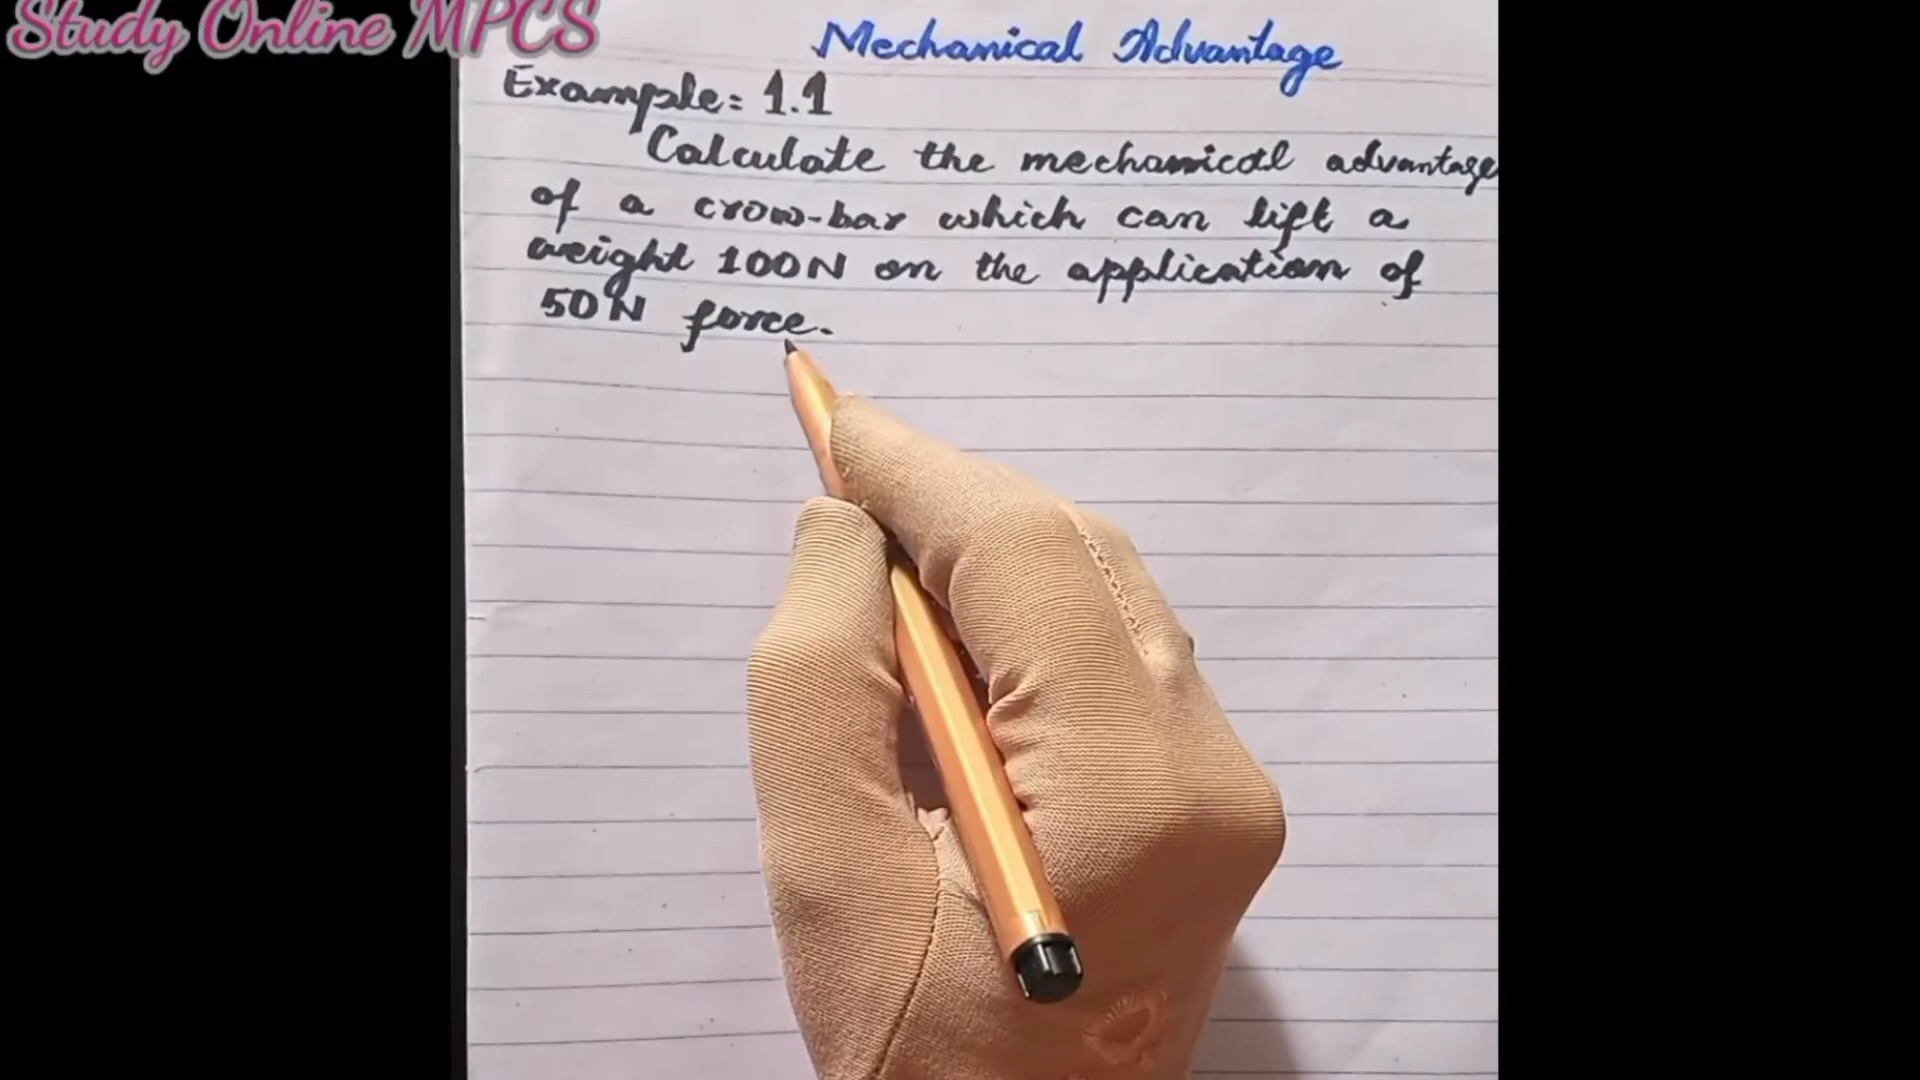 Study Online MPCS
Mechanical Advantage
Example: 1.1
Calculate the mechanical advantage
of a crow-bar which can lift a
weight 100N on the application of
50N force.